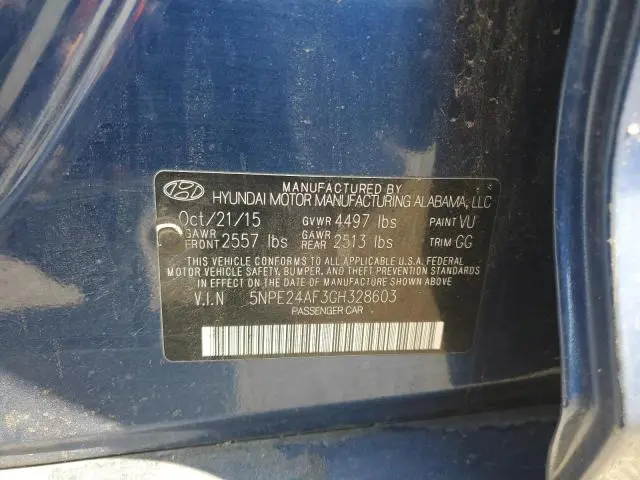 MANUFACTURED BY
HYUNDAI MOTOR MANUFACTURING ALABAMA, LLC
Oct/21/15 GVWR 4497 lbs PAINT VU
GAWR FRONT 2557 lbs GAWR REAR 2513 lbs TRIM GG
THIS VEHICLE CONFORMS TO ALL APPLICABLE U.S.A. FEDERAL
MOTOR VEHICLE SAFETY, BUMPER, AND THEFT PREVENTION STANDARDS
IN EFFECT ON THE DATE OF MANUFACTURE SHOWN ABOVE
V.I.N 5NPE24AF3GH328603
PASSENGER CAR